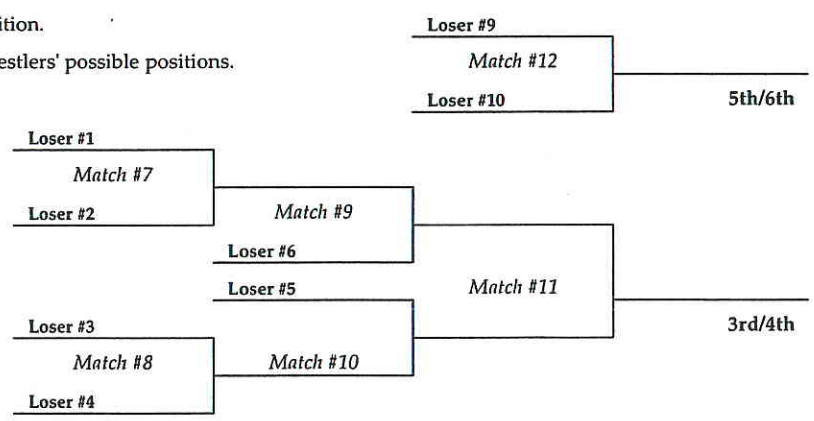 ition.
estlers' possible positions.
Loser #9
Match #12
Loser #10
5th/6th
Loser #1
Match #7
Loser #2
Match #9
Loser #6
Loser #5
Match #11
3rd/4th
Loser #3
Match #8
Match #10
Loser #4